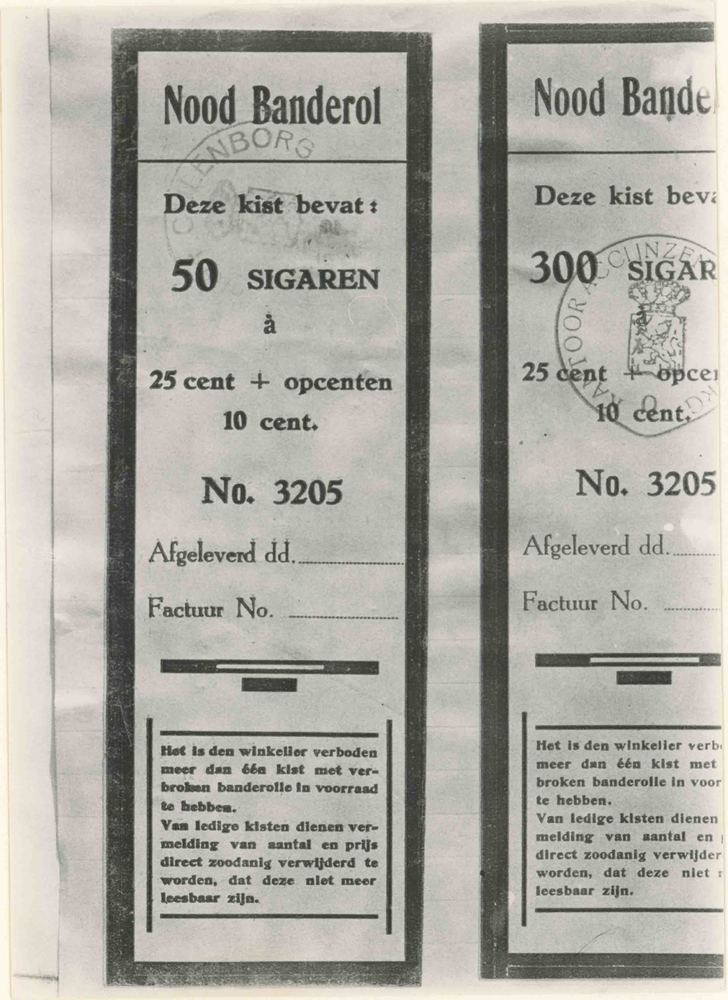 Nood Banderol
LENBORG
Deze kist bevat:
50 SIGAREN
à
25 cent + opcenten
10 cent.
No. 3205
Afgeleverd dd.
Factuur No.
Het is den winkelier verboden
meer dan één kist met ver-
broken banderolle in voorraad
te hebben.
Van ledige kisten dienen ver-
melding van aantal en prijs
direct zoodanig verwijderd te
worden, dat deze niet meer
leesbaar zijn.
Nood Bande
Deze kist beva
300 SIGAR
KANTOOR ACCIJNZEN
à
25 cent + opcen
10 cent.
No. 3205
Afgeleverd dd.
Factuur No.
Het is den winkelier verb
meer dan één kist met
broken banderolle in voor
te hebben.
Van ledige kisten dienen
melding van aantal en
direct zoodanig verwijder
worden, dat deze niet
leesbaar zijn.